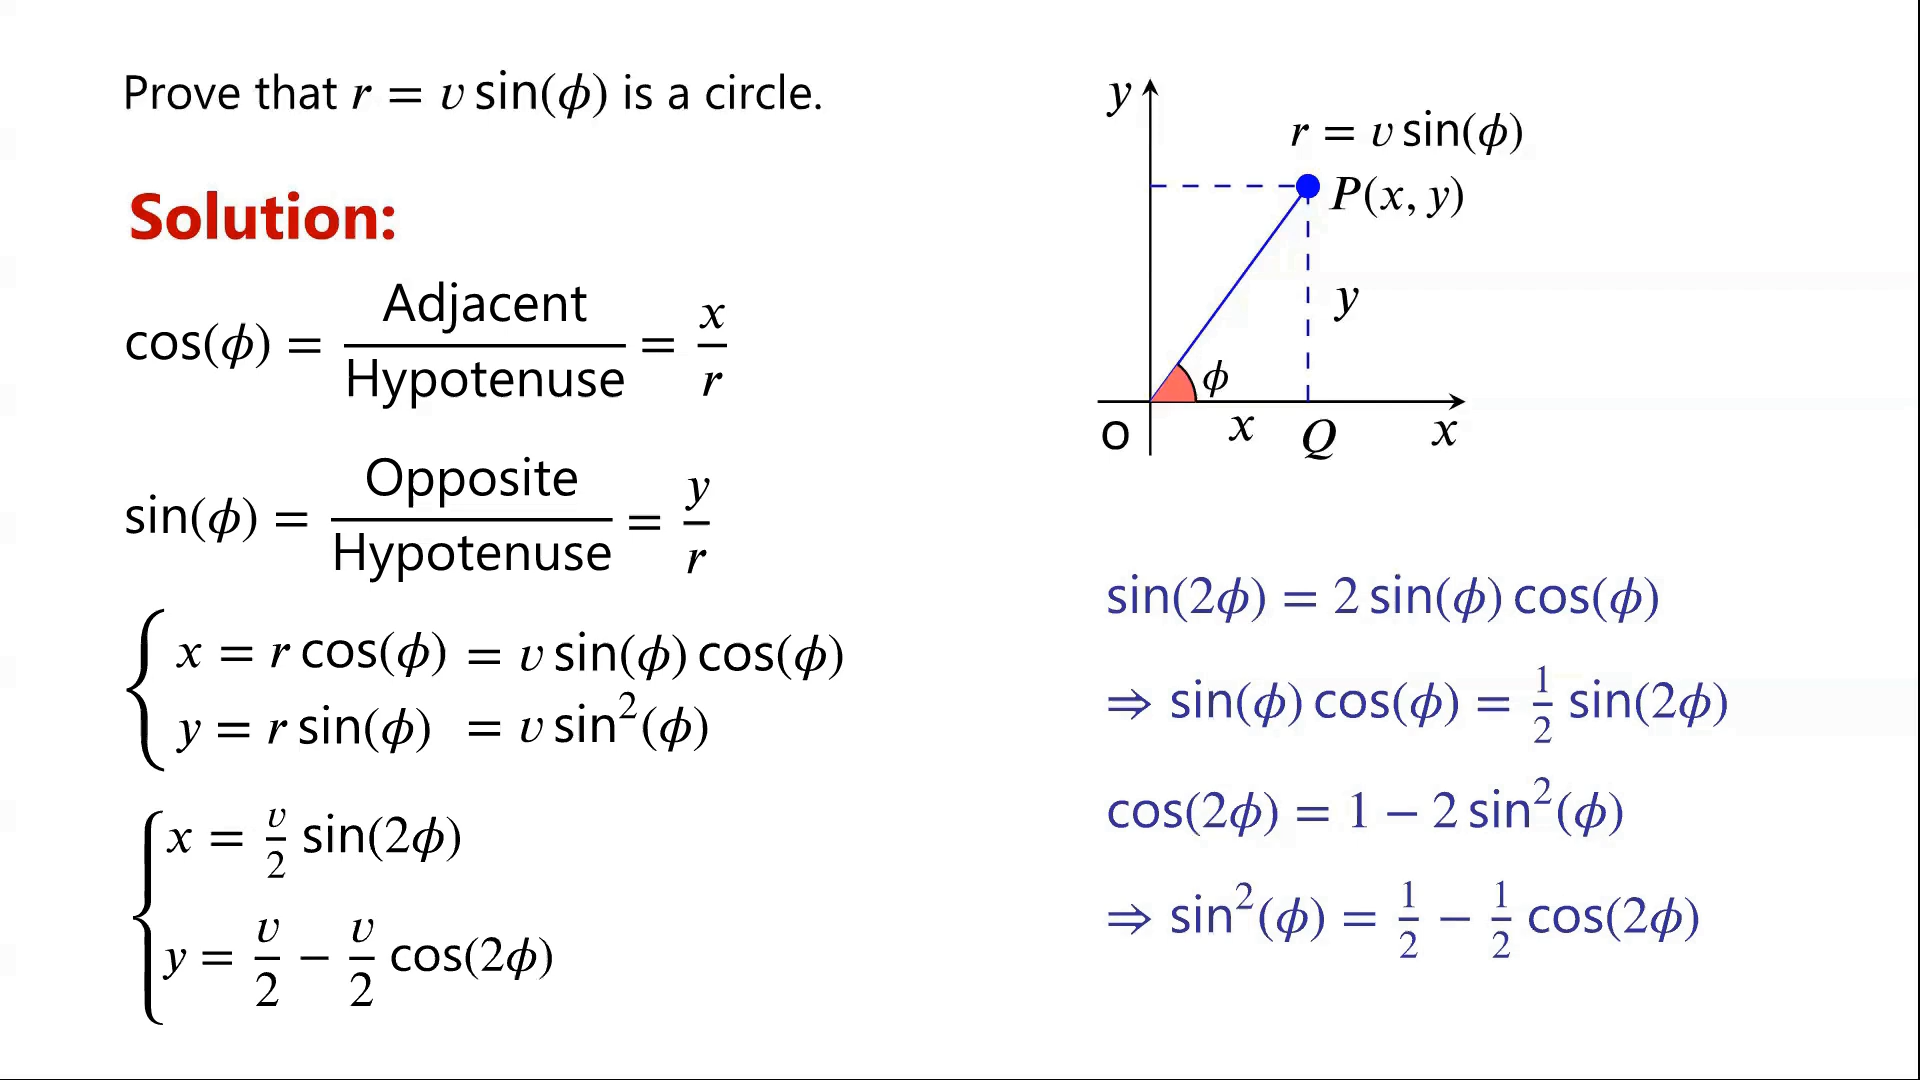 Prove that r = v sin(ϕ) is a circle.
Solution:
cos(ϕ) = Adjacent / Hypotenuse = x / r
sin(ϕ) = Opposite / Hypotenuse = y / r
{ x = r cos(ϕ) = v sin(ϕ) cos(ϕ)
y = r sin(ϕ) = v sin²(ϕ)
{ x = v/2 sin(2ϕ)
y = v/2 − v/2 cos(2ϕ)
y
r = v sin(ϕ)
P(x, y)
y
ϕ
O x Q x
sin(2ϕ) = 2 sin(ϕ) cos(ϕ)
⇒ sin(ϕ) cos(ϕ) = 1/2 sin(2ϕ)
cos(2ϕ) = 1 − 2 sin²(ϕ)
⇒ sin²(ϕ) = 1/2 − 1/2 cos(2ϕ)